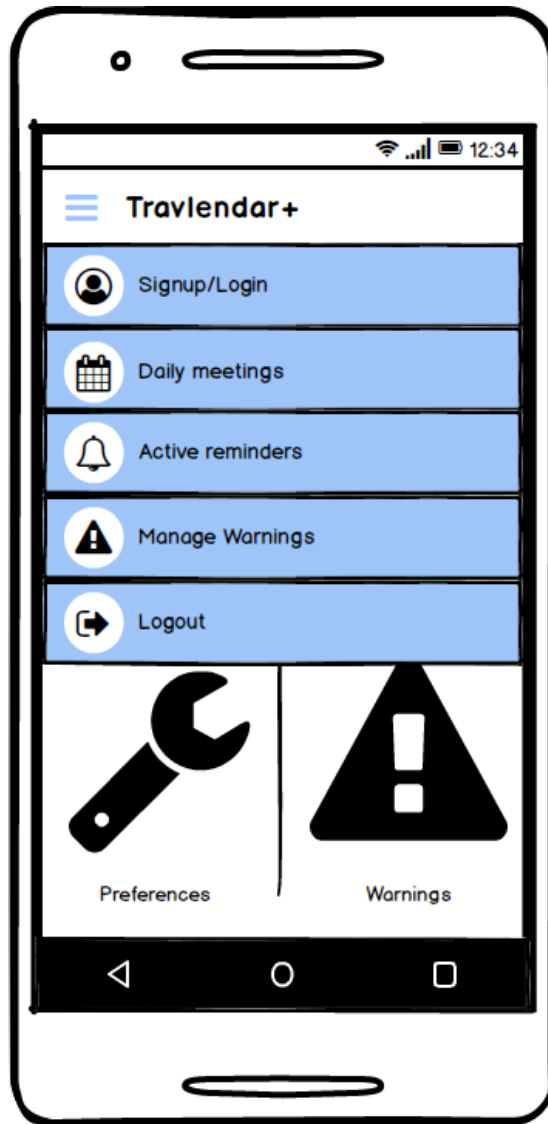 12:34
Travlendar+
Signup/Login
Daily meetings
Active reminders
Manage Warnings
Logout
Preferences
Warnings